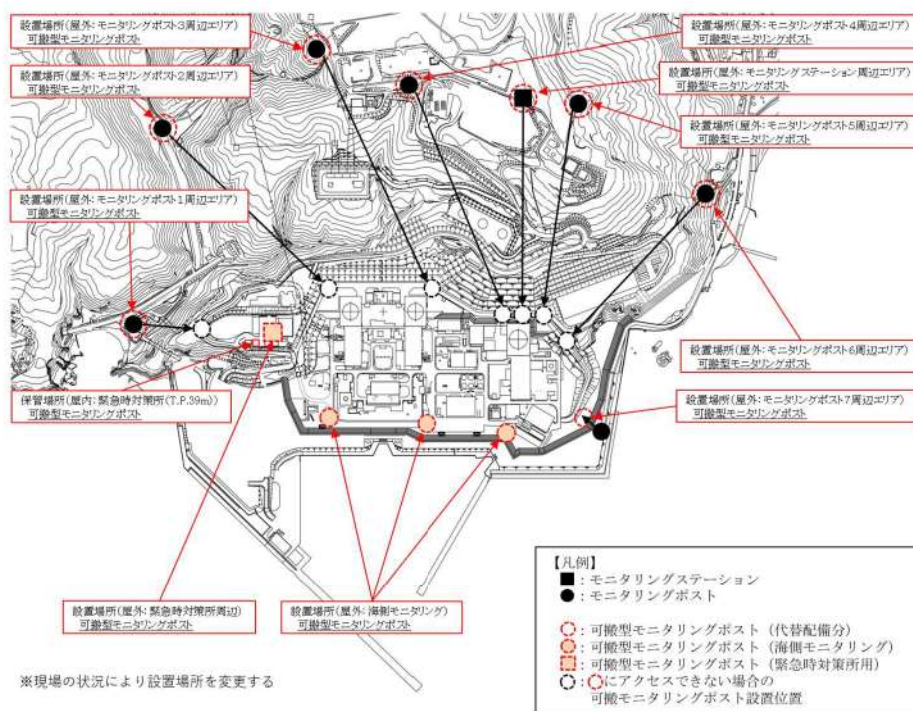 設置場所(屋外:モニタリングポスト3周辺エリア)
可搬型モニタリングポスト
設置場所(屋外:モニタリングポスト2周辺エリア)
可搬型モニタリングポスト
設置場所(屋外:モニタリングポスト1周辺エリア)
可搬型モニタリングポスト
保管場所(屋内:緊急時対策所(T.P.39m))
可搬型モニタリングポスト
設置場所(屋外:モニタリングポスト4周辺エリア)
可搬型モニタリングポスト
設置場所(屋外:モニタリングステーション周辺エリア)
可搬型モニタリングポスト
設置場所(屋外:モニタリングポスト5周辺エリア)
可搬型モニタリングポスト
設置場所(屋外:モニタリングポスト6周辺エリア)
可搬型モニタリングポスト
設置場所(屋外:モニタリングポスト7周辺エリア)
可搬型モニタリングポスト
設置場所(屋外:緊急時対策所周辺)
可搬型モニタリングポスト
設置場所(屋外:海側モニタリング)
可搬型モニタリングポスト
※現場の状況により設置場所を変更する
【凡例】
:モニタリングステーション
:モニタリングポスト
:可搬型モニタリングポスト(代替配備分)
:可搬型モニタリングポスト(海側モニタリング)
:可搬型モニタリングポスト(緊急時対策所用)
:にアクセスできない場合の
可搬モニタリングポスト設置位置